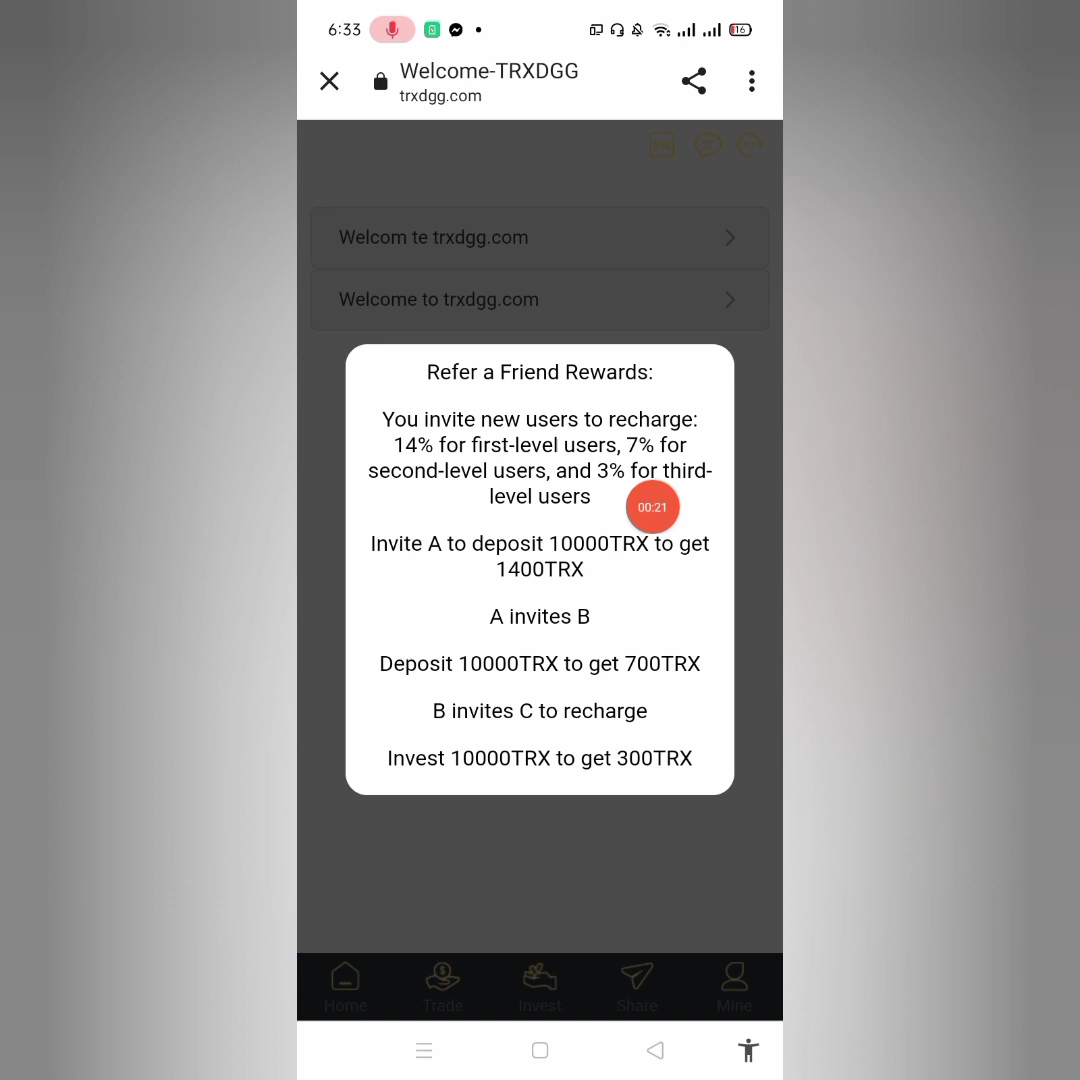 6:33
16
Welcome-TRXDGG
trxdgg.com
Welcom te trxdgg.com
Welcome to trxdgg.com
Refer a Friend Rewards:
You invite new users to recharge:
14% for first-level users, 7% for
second-level users, and 3% for third-
level users
00:21
Invite A to deposit 10000TRX to get
1400TRX
A invites B
Deposit 10000TRX to get 700TRX
B invites C to recharge
Invest 10000TRX to get 300TRX
Home
Trade
Invest
Share
Mine